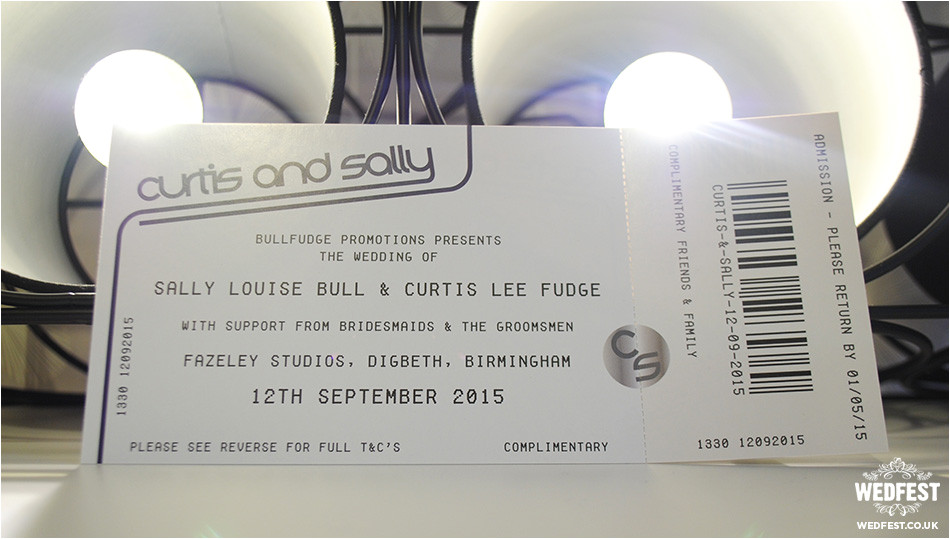 curtis and sally
BULLFUDGE PROMOTIONS PRESENTS
THE WEDDING OF
SALLY LOUISE BULL & CURTIS LEE FUDGE
WITH SUPPORT FROM BRIDESMAIDS & THE GROOMSMEN
FAZELEY STUDIOS, DIGBETH, BIRMINGHAM
12TH SEPTEMBER 2015
1330 12092015
PLEASE SEE REVERSE FOR FULL T&C'S
COMPLIMENTARY
CS
COMPLIMENTARY FRIENDS & FAMILY
CURTIS-&-SALLY-12-09-2015
ADMISSION - PLEASE RETURN BY 01/05/15
1330 12092015
WEDFEST
WEDFEST.CO.UK